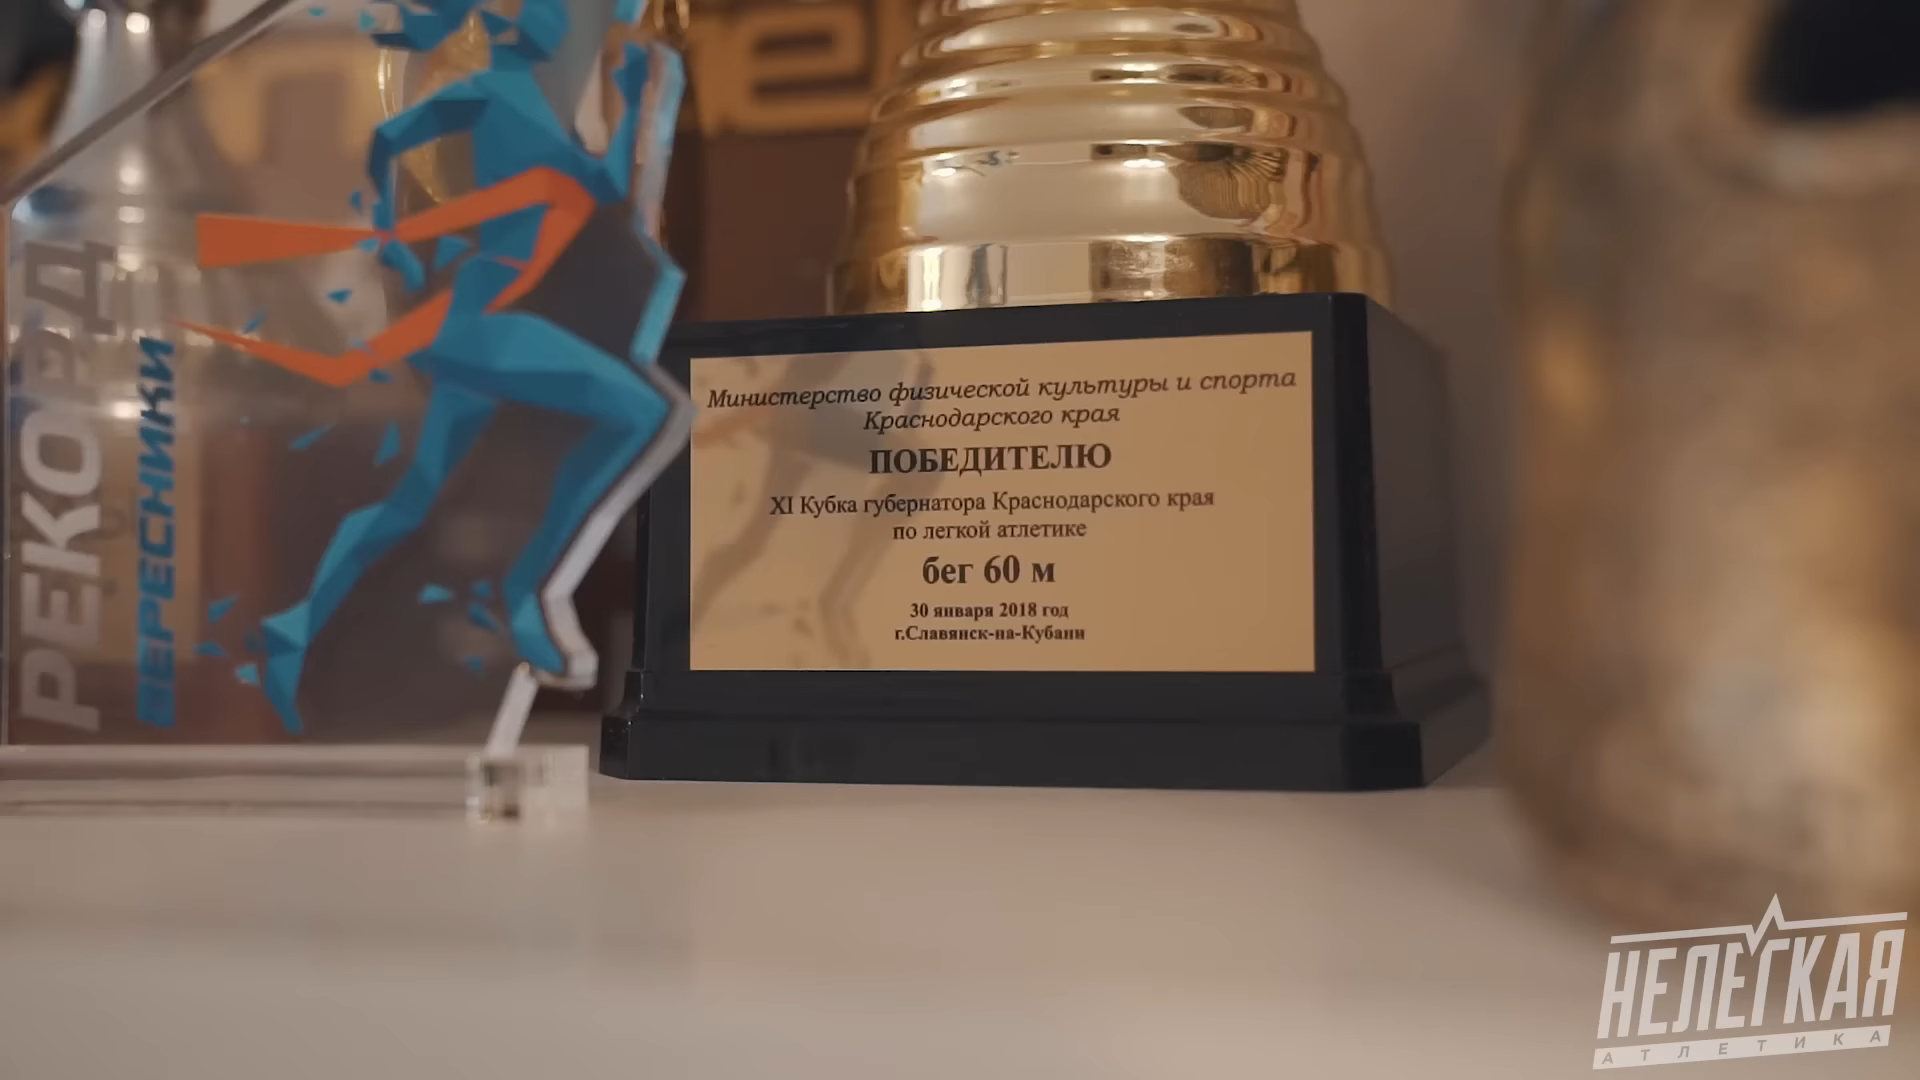 РЕКОРД
ВЕРЕСНИКИ
Министерство физической культуры и спорта
Краснодарского края
ПОБЕДИТЕЛЮ
XI Кубка губернатора Краснодарского края
по легкой атлетике
бег 60 м
30 января 2018 год
г.Славянск-на-Кубани
НЕЛЕГКАЯ
АТЛЕТИКА